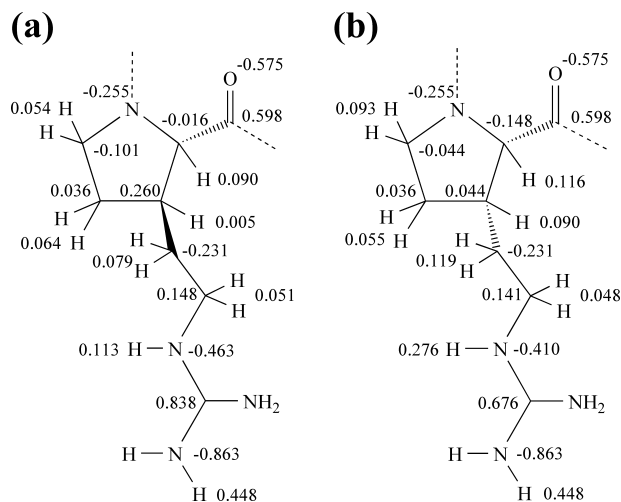 (a)
O -0.575
-0.255
N
0.054 H
H
-0.016
0.598
-0.101
H 0.090
0.036
0.260
H
H
0.064
H 0.005
H
-0.231
0.079 H
0.148
H 0.051
H
0.113 H N -0.463
0.838
NH2
H N -0.863
H 0.448
(b)
O -0.575
-0.255
N
0.093 H
H
-0.148
0.598
-0.044
H 0.116
0.036
0.044
H
H
0.055
H 0.090
H
-0.231
0.119 H
0.141
H 0.048
H
0.276 H N -0.410
0.676
NH2
H N -0.863
H 0.448